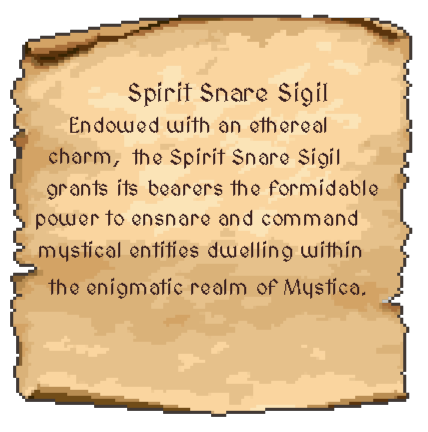 Spirit Snare Sigil
Endowed with an ethereal
charm, the Spirit Snare Sigil
grants its bearers the formidable
power to ensnare and command
mystical entities dwelling within
the enigmatic realm of Mystica.